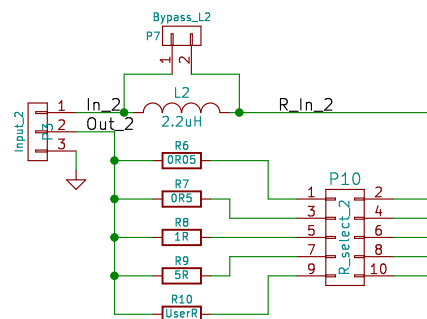 Bypass_L2
P7
1 2
In_2
L2
R_In_2
1
2.2uH
Input_2
P3
2
Out_2
3
R6
0R05
R7
0R5
R8
1R
R9
5R
R10
UserR
P10
R_select_2
1 2
3 4
5 6
7 8
9 10